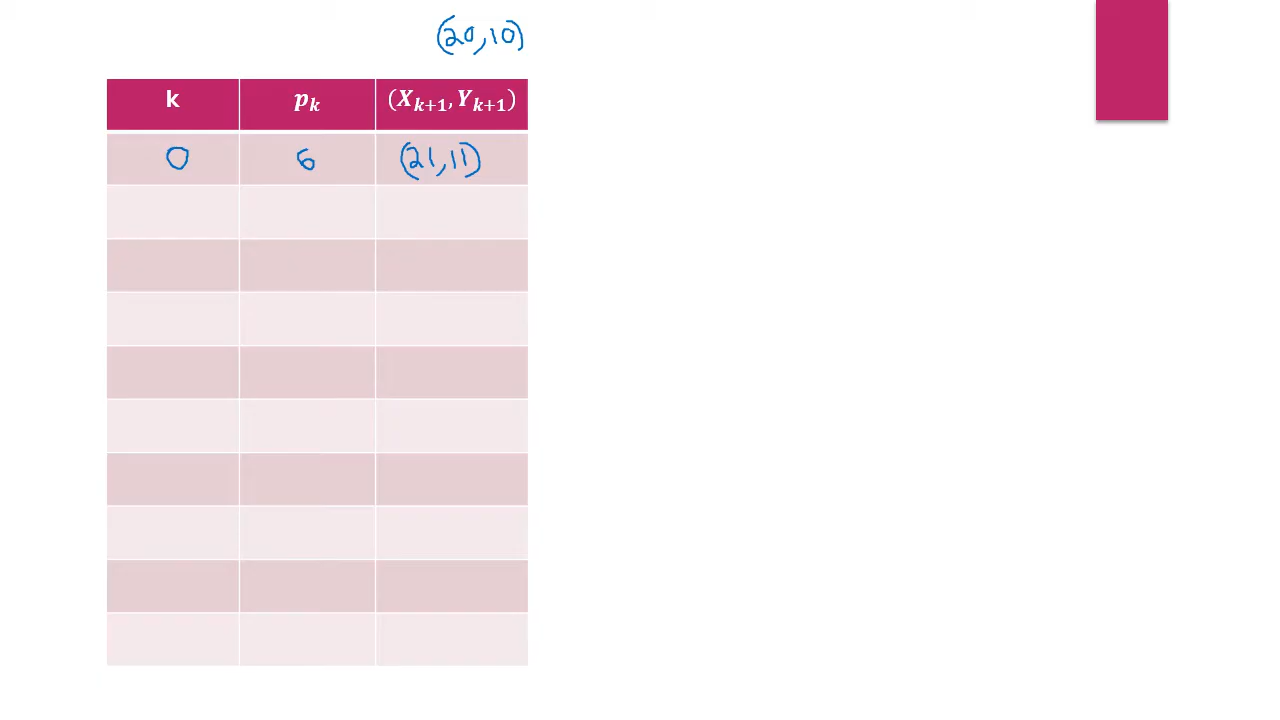 (20,10)
k p_k (X_{k+1}, Y_{k+1})
0 6 (21,11)